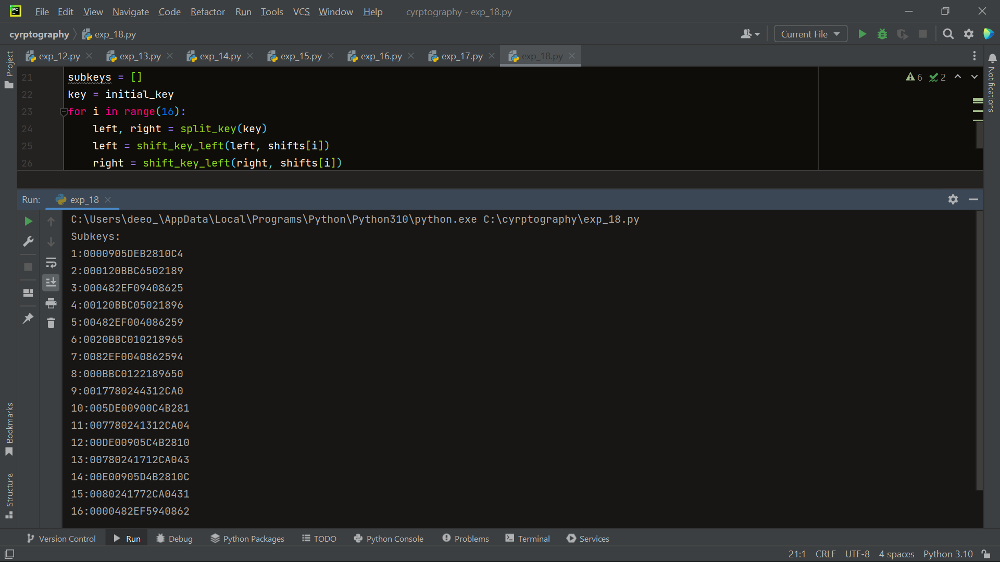 PC File Edit View Navigate Code Refactor Run Tools VCS Window Help cyrptography - exp_18.py
cyrptography exp_18.py Current File
Project
exp_12.py exp_13.py exp_14.py exp_15.py exp_16.py exp_17.py exp_18.py
Notifications
21 subkeys = [] 6 2
22 key = initial_key
23 for i in range(16):
24 left, right = split_key(key)
25 left = shift_key_left(left, shifts[i])
26 right = shift_key_left(right, shifts[i])
Run: exp_18
C:\Users\deeo_\AppData\Local\Programs\Python\Python310\python.exe C:\cyrptography\exp_18.py
Subkeys:
1:0000905DEB2810C4
2:000120BBC6502189
3:000482EF09408625
4:00120BBC05021896
5:00482EF004086259
6:0020BBC010218965
7:0082EF0040862594
8:000BBC0122189650
9:0017780244312CA0
10:005DE00900C4B281
11:007780241312CA04
12:00DE00905C4B2810
13:00780241712CA043
14:00E00905D4B2810C
15:0080241772CA0431
16:0000482EF5940862
Bookmarks
Structure
Version Control Run Debug Python Packages TODO Python Console Problems Terminal Services
21:1 CRLF UTF-8 4 spaces Python 3.10